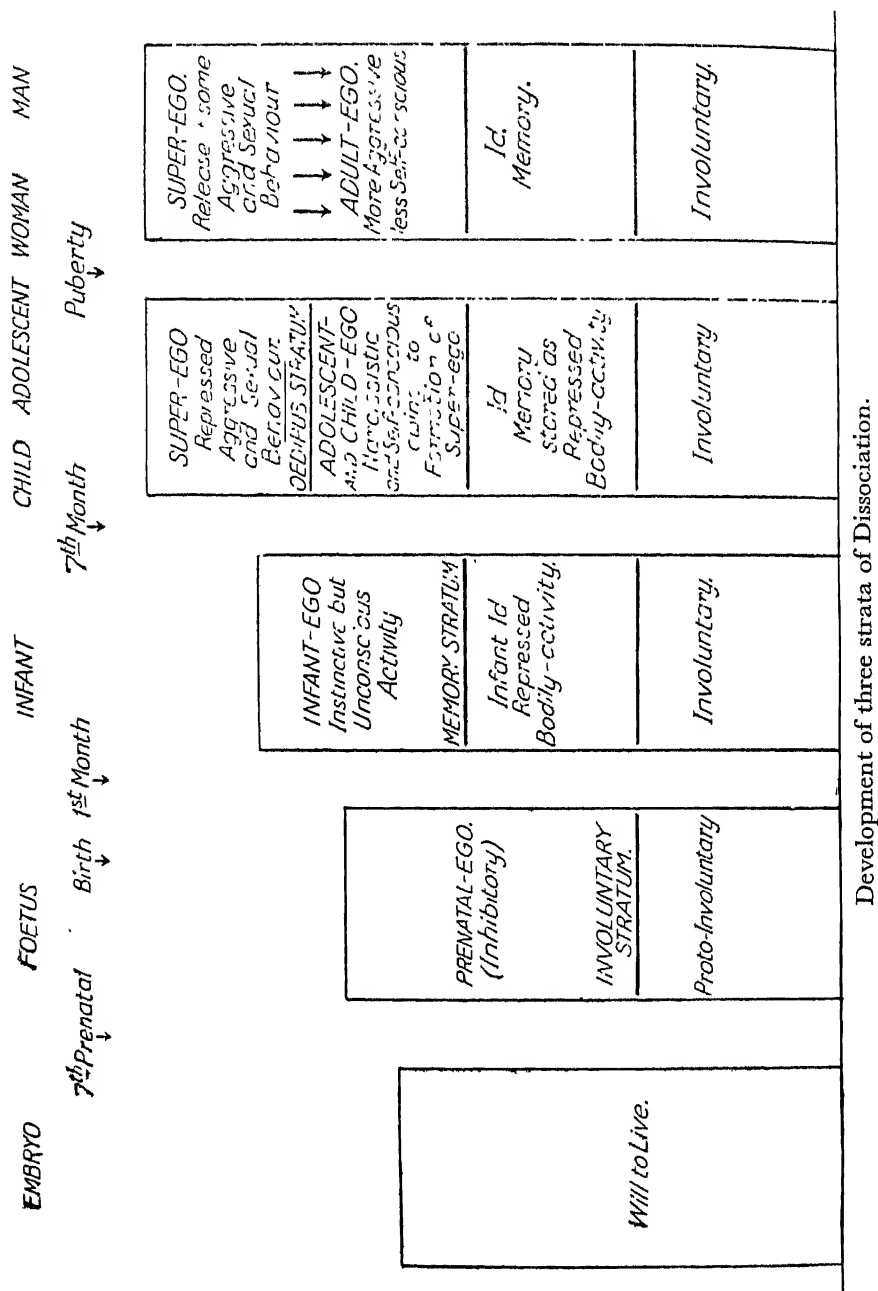 EMBRYO FOETUS INFANT CHILD ADOLESCENT WOMAN MAN
7th Prenatal Birth 1st Month 7th Month Puberty
↓ ↓ ↓ ↓ ↓
Will to Live.
PRENATAL-EGO.
(Inhibitory)
INVOLUNTARY
STRATUM.
Proto-Involuntary
INFANT-EGO
Instinctive but
Unconscious
Activity
MEMORY STRATUM
Infant Id
Repressed
Bodily-activity.
Involuntary.
SUPER-EGO
Repressed
Aggressive
and Sexual
Behaviour.
OEDIPUS STRATUM
ADOLESCENT-
AND CHILD-EGO
Narcissistic
and Self-conscious
owing to
Formation of
Super-ego
Id
Memory
stored as
Repressed
Bodily-activity
Involuntary
SUPER-EGO.
Release some
Aggressive
and Sexual
Behaviour
↓ ↓ ↓ ↓ ↓
ADULT-EGO.
More Aggressive
less Self-conscious
Id.
Memory.
Involuntary.
Development of three strata of Dissociation.